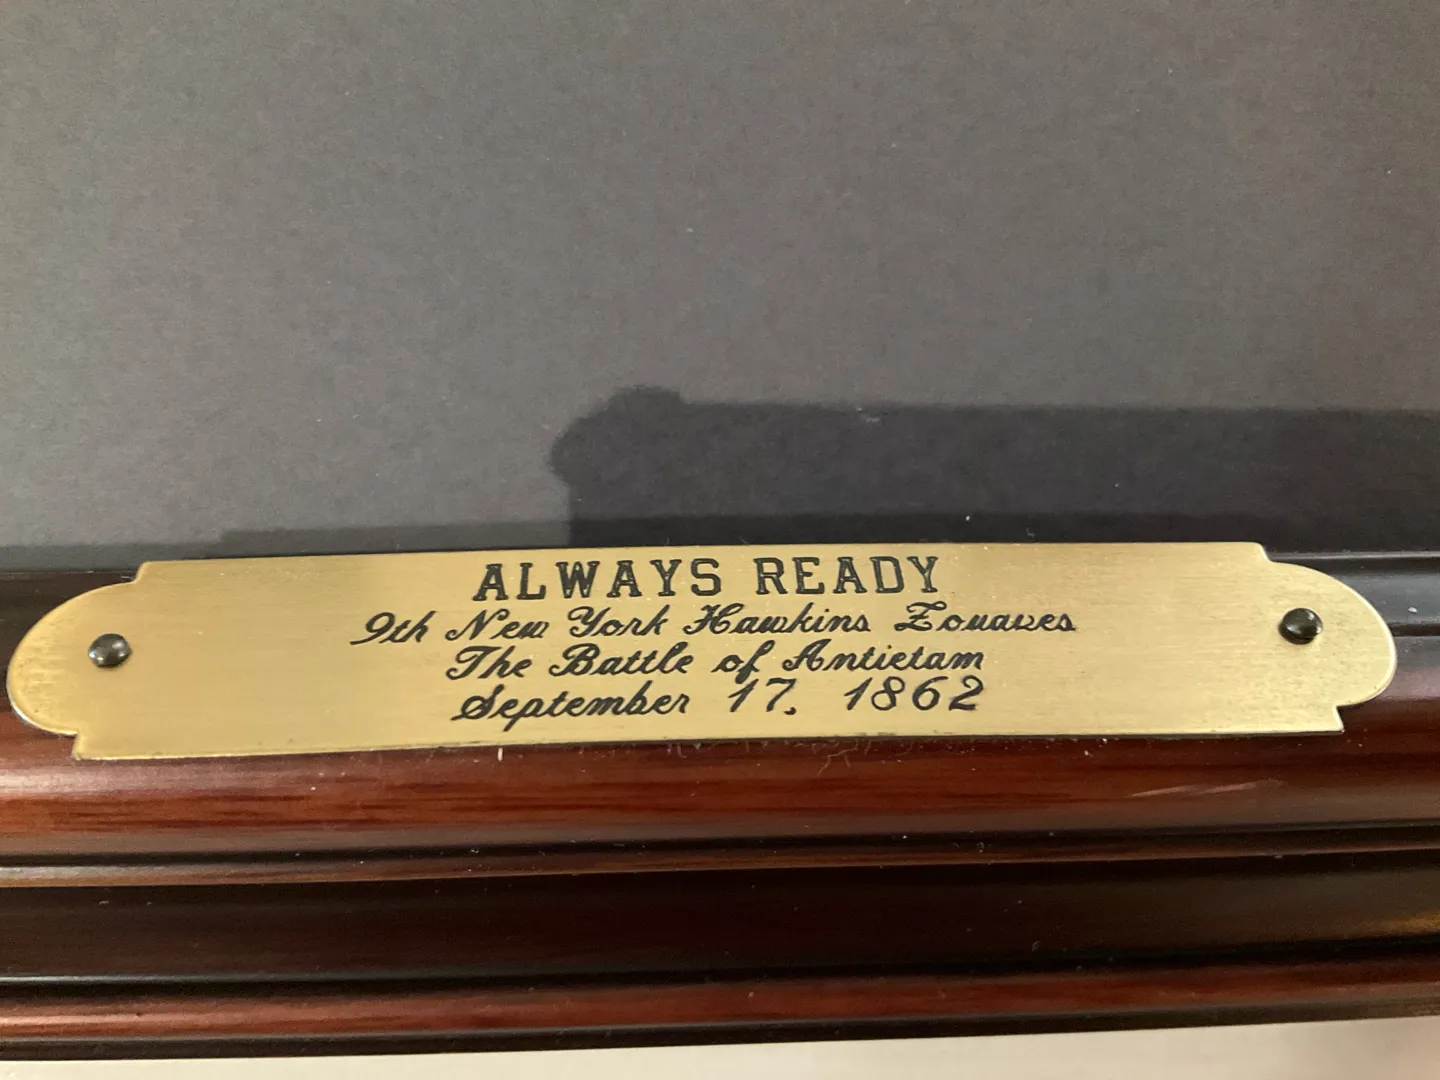 ALWAYS READY
9th New York Hawkins Zouaves
The Battle of Antietam
September 17, 1862